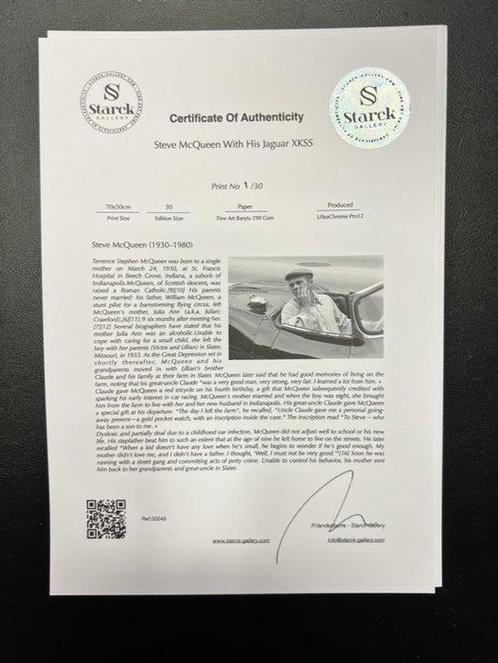 STARCK-GALLERY.COM
Starck
GALLERY
Certificate Of Authenticity
Starck
GALLERY
Steve McQueen With His Jaguar XKSS
Print No 1 /30
70x50cm 30 Paper Produced
Print Size Edition Size Fine Art Baryta 290 Gsm UltraChrome Pro12
Steve McQueen (1930–1980)
Terrence Stephen McQueen was born to a single
mother on March 24, 1930, at St. Francis
Hospital in Beech Grove, Indiana, a suburb of
Indianapolis.McQueen, of Scottish descent, was
raised a Roman Catholic.[9][10] His parents
never married; his father, William McQueen, a
stunt pilot for a barnstorming flying circus, left
McQueen's mother, Julia Ann (a.k.a. Julian;
Crawford),[6][11]:9 six months after meeting her.
[7][12] Several biographers have stated that his
mother Julia Ann was an alcoholic.Unable to
cope with caring for a small child, she left the
boy with her parents (Victor and Lillian) in Slater,
Missouri, in 1933. As the Great Depression set in
shortly thereafter, McQueen and his
grandparents moved in with Lillian's brother
Claude and his family at their farm in Slater. McQueen later said that he had good memories of living on the
farm, noting that his great-uncle Claude "was a very good man, very strong, very fair. I learned a lot from him. »
Claude gave McQueen a red tricycle on his fourth birthday, a gift that McQueen subsequently credited with
sparking his early interest in car racing. McQueen's mother married and when the boy was eight, she brought
him from the farm to live with her and her new husband in Indianapolis. His great-uncle Claude gave McQueen
a special gift at his departure. "The day I left the farm", he recalled, "Uncle Claude gave me a personal going-
away present—a gold pocket watch, with an inscription inside the case." The inscription read "To Steve – who
has been a son to me. »
Dyslexic and partially deaf due to a childhood ear infection, McQueen did not adjust well to school or his new
life. His stepfather beat him to such an extent that at the age of nine he left home to live on the streets. He later
recalled "When a kid doesn't have any love when he's small, he begins to wonder if he's good enough. My
mother didn't love me, and I didn't have a father. I thought, 'Well, I must not be very good.'"[16] Soon he was
running with a street gang and committing acts of petty crime. Unable to control his behavior, his mother sent
him back to her grandparents and great-uncle in Slater.
Ref:
- Starck-Gallery
www.starck-gallery.com info@starck-gallery.com